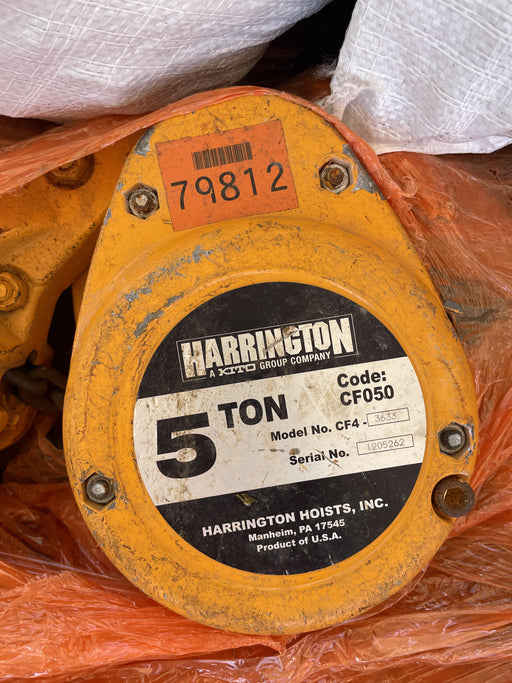 79812
HARRINGTON
A KITO GROUP COMPANY
5 TON
Code:
CF050
Model No. CF4 - 3633
Serial No. 1205262
HARRINGTON HOISTS, INC.
Manheim, PA 17545
Product of U.S.A.